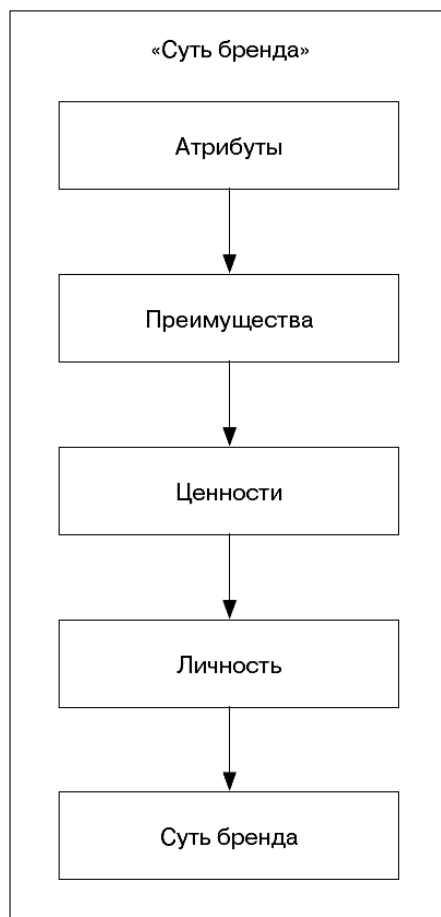 «Суть бренда»
Атрибуты
Преимущества
Ценности
Личность
Суть бренда